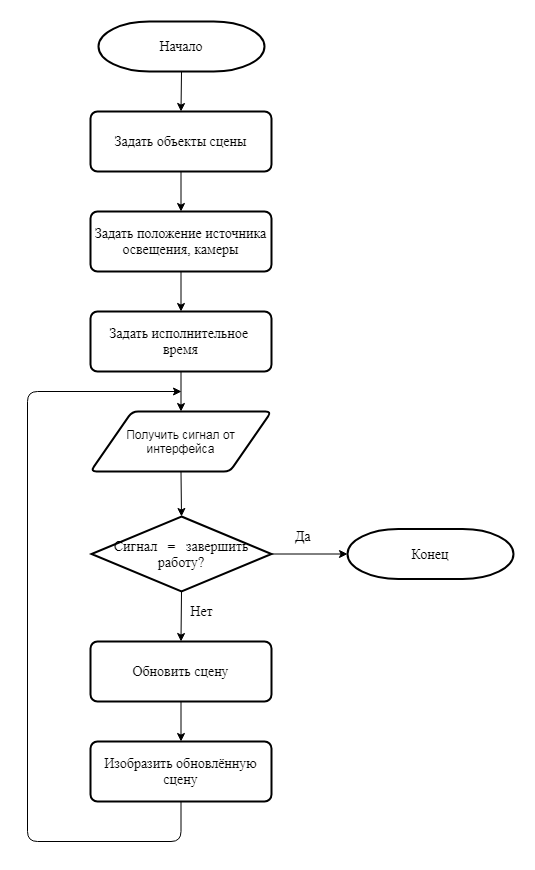 Начало
Задать объекты сцены
Задать положение источника
освещения, камеры
Задать исполнительное
время
Получить сигнал от
интерфейса
Сигнал = завершить
работу?
Да
Конец
Нет
Обновить сцену
Изобразить обновлённую
сцену